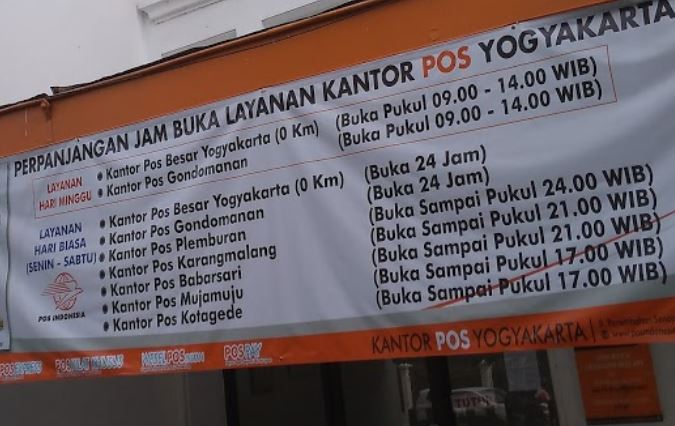 PERPANJANGAN JAM BUKA LAYANAN KANTOR POS YOGYAKARTA
LAYANAN
HARI MINGGU
• Kantor Pos Besar Yogyakarta (0 Km) (Buka Pukul 09.00 - 14.00 WIB)
• Kantor Pos Gondomanan (Buka Pukul 09.00 - 14.00 WIB)
LAYANAN
HARI BIASA
(SENIN - SABTU)
• Kantor Pos Besar Yogyakarta (0 Km) (Buka 24 Jam)
• Kantor Pos Gondomanan (Buka 24 Jam)
• Kantor Pos Plemburan (Buka Sampai Pukul 24.00 WIB)
• Kantor Pos Karangmalang (Buka Sampai Pukul 21.00 WIB)
• Kantor Pos Babarsari (Buka Sampai Pukul 21.00 WIB)
• Kantor Pos Mujamuju (Buka Sampai Pukul 17.00 WIB)
• Kantor Pos Kotagede (Buka Sampai Pukul 17.00 WIB)
POS INDONESIA
KANTOR POS YOGYAKARTA
POSEXPRESS
POSPAY
TUTUP